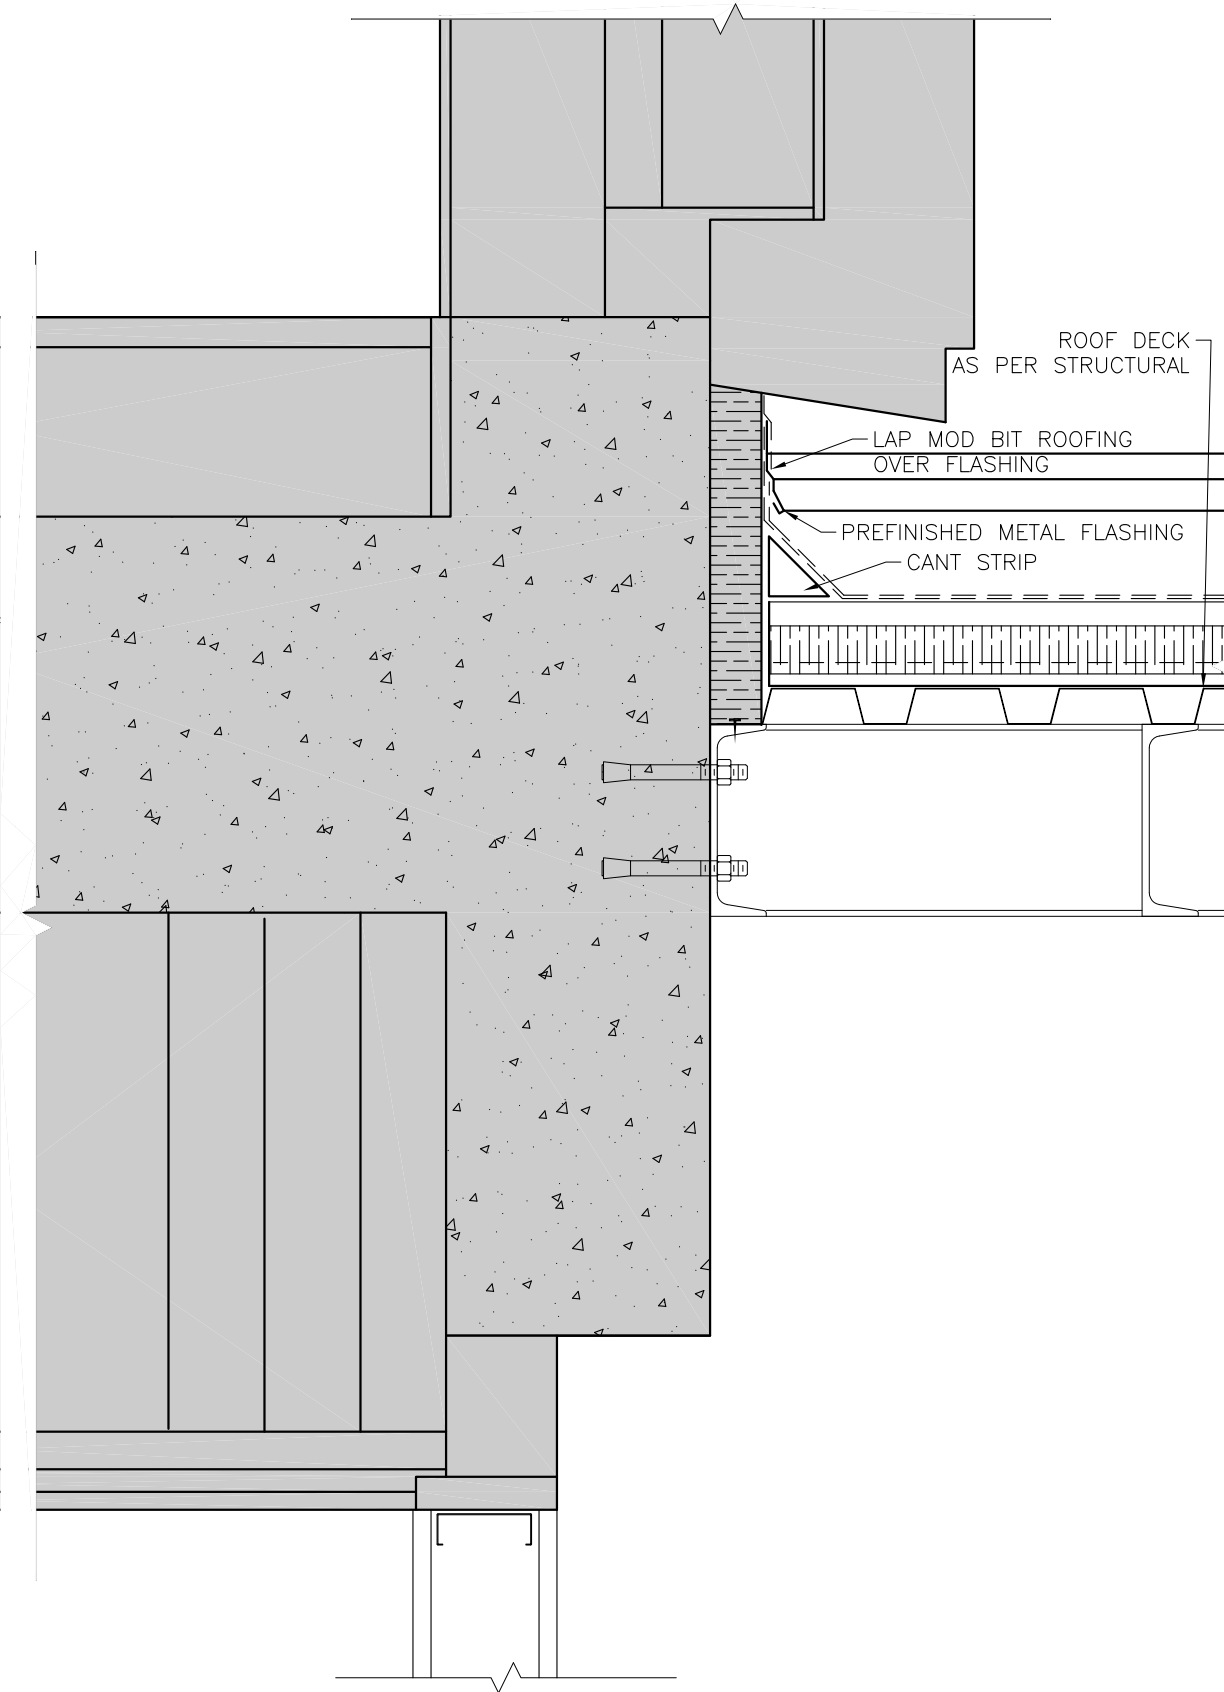 ROOF DECK
AS PER STRUCTURAL
LAP MOD BIT ROOFING
OVER FLASHING
PREFINISHED METAL FLASHING
CANT STRIP